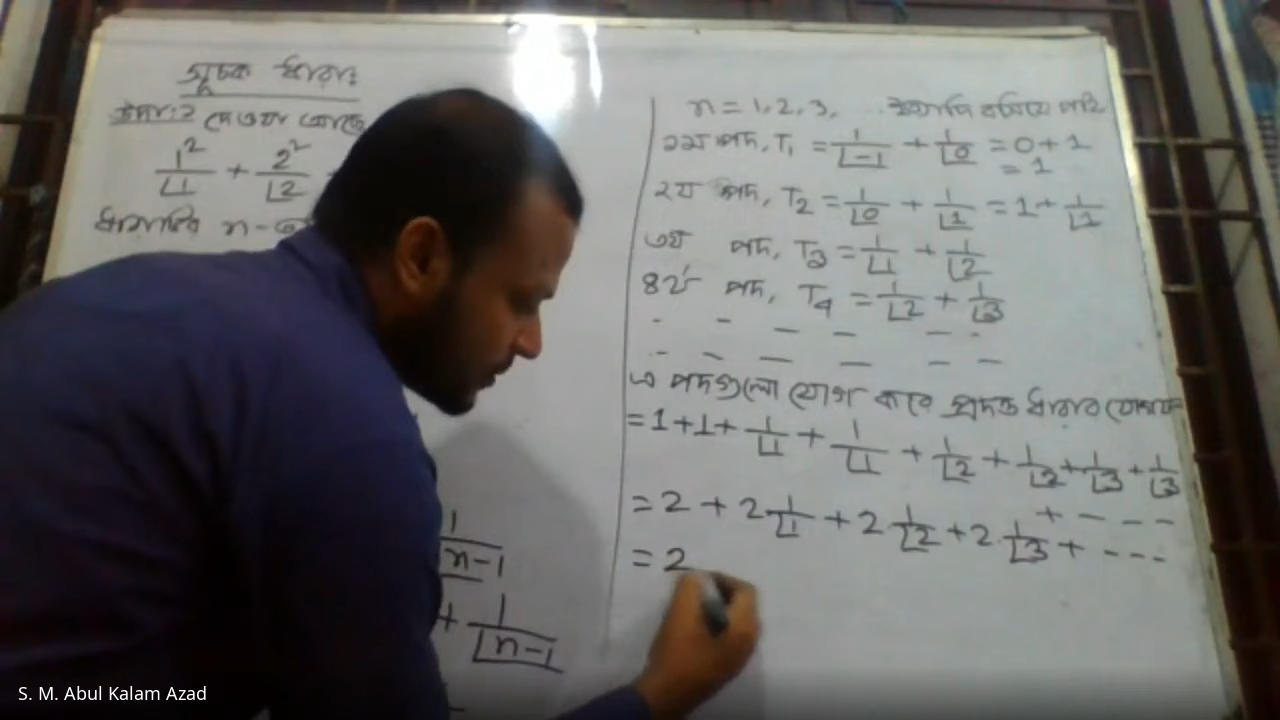 সূচক ধারাঃ
উদা:২ দেওয়া আছে
1²/⌊1 + 2²/⌊2 +
ধারাটির n-
1/⌊n-1
+ 1/⌊n-1
n = 1, 2, 3, ... ইত্যাদি বসিয়ে পাই
১ম পদ, T₁ = 1/⌊-1 + 1/⌊0 = 0+1
= 1
২য় পদ, T₂ = 1/⌊0 + 1/⌊1 = 1 + 1/⌊1
৩য় পদ, T₃ = 1/⌊1 + 1/⌊2
৪র্থ পদ, T₄ = 1/⌊2 + 1/⌊3
- - - - - -
- - - - - -
এ পদগুলো যোগ করে প্রদত্ত ধারার
= 1+1+ 1/⌊1 + 1/⌊1 + 1/⌊2 + 1/⌊2 + 1/⌊3 + 1/⌊3
+ - - -
= 2 + 2 1/⌊1 + 2 1/⌊2 + 2 1/⌊3 + ---
= 2
S. M. Abul Kalam Azad